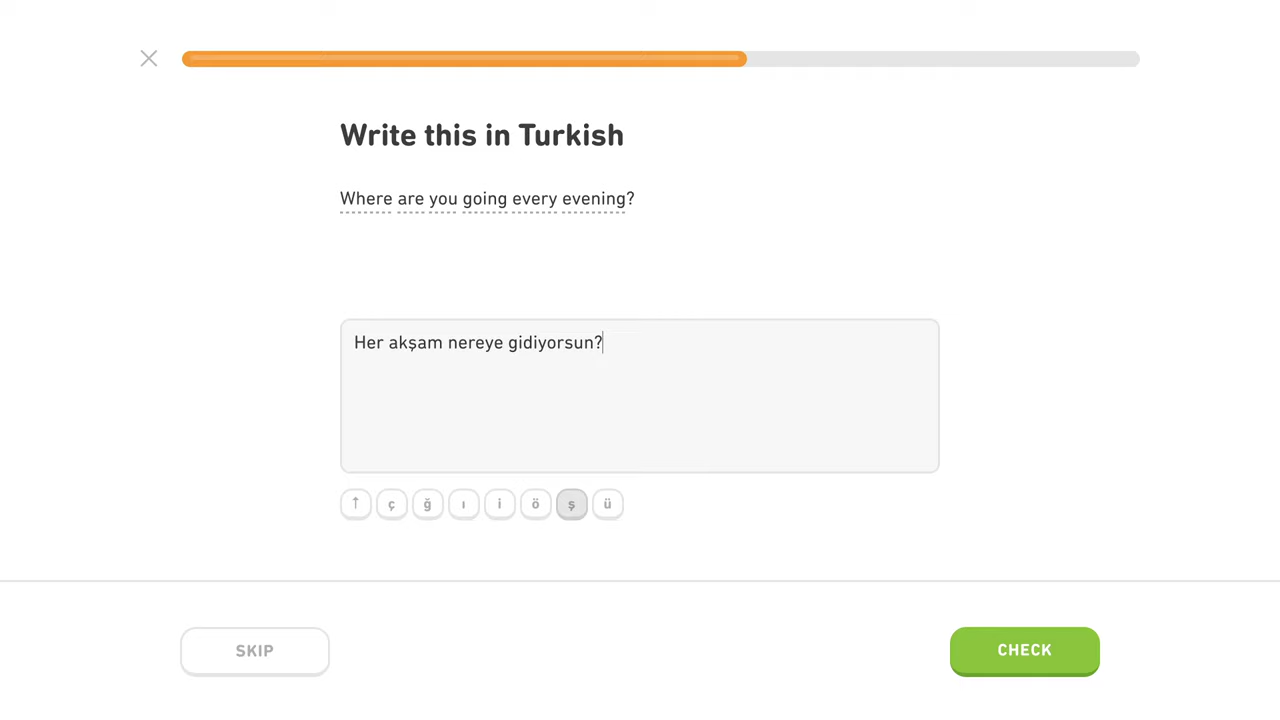 Write this in Turkish
Where are you going every evening?
Her akşam nereye gidiyorsun?
↑ ç ğ ı i ö ş ü
SKIP
CHECK